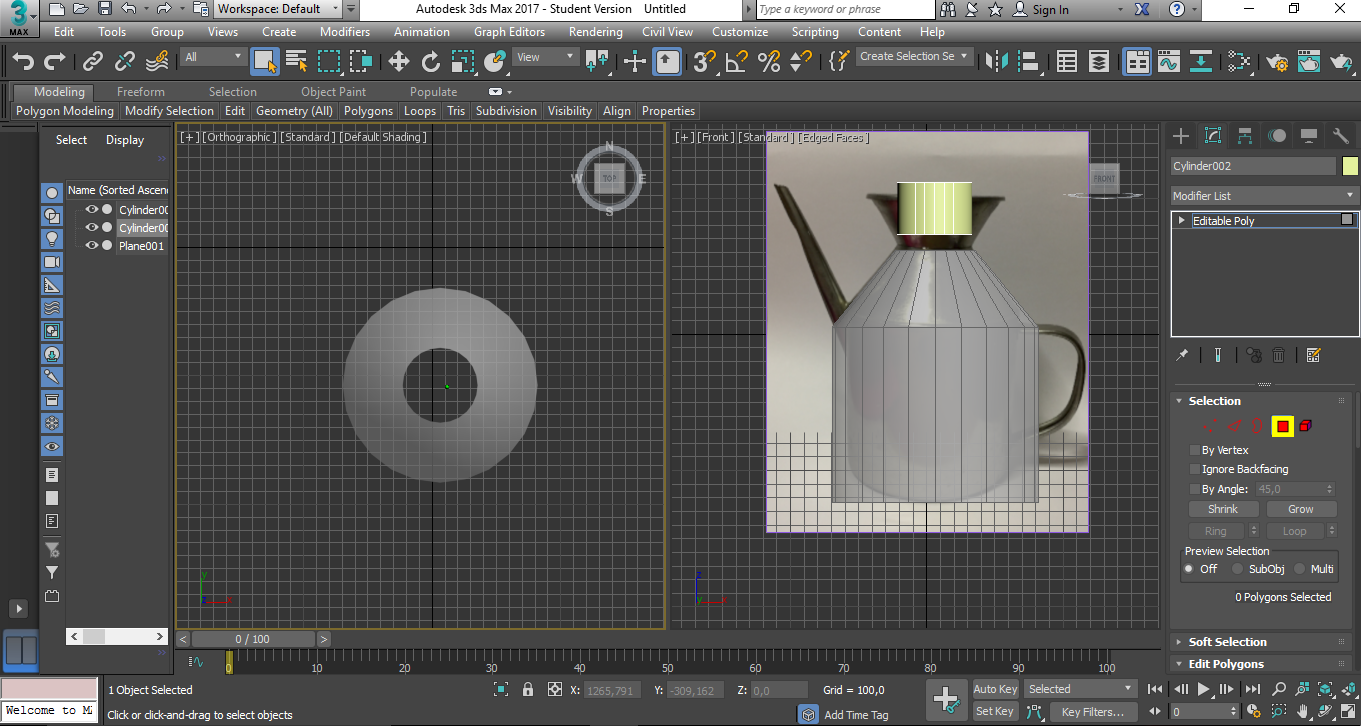 3 Workspace: Default Autodesk 3ds Max 2017 - Student Version Untitled Type a keyword or phrase Sign In
MAX Edit Tools Group Views Create Modifiers Animation Graph Editors Rendering Civil View Customize Scripting Content Help
All View 3 Create Selection Se
Modeling Freeform Selection Object Paint Populate
Polygon Modeling Modify Selection Edit Geometry (All) Polygons Loops Tris Subdivision Visibility Align Properties
Select Display
[+] [Orthographic] [Standard] [Default Shading]
[+] [Front] [Standard] [Edged Faces]
N
W TOP E
S
FRONT
Cylinder002
Modifier List
Editable Poly
Name (Sorted Ascen
Cylinder00
Cylinder00
Plane001
Selection
By Vertex
Ignore Backfacing
By Angle: 45,0
Shrink Grow
Ring Loop
Preview Selection
Off SubObj Multi
0 Polygons Selected
Soft Selection
Edit Polygons
y
z x
z
x
< 0 / 100 >
0 10 20 30 40 50 60 70 80 90 100
1 Object Selected X: 1265,791 Y: -309,162 Z: 0,0 Grid = 100,0 Auto Key Selected
Welcome to MA Click or click-and-drag to select objects Add Time Tag Set Key Key Filters... 0